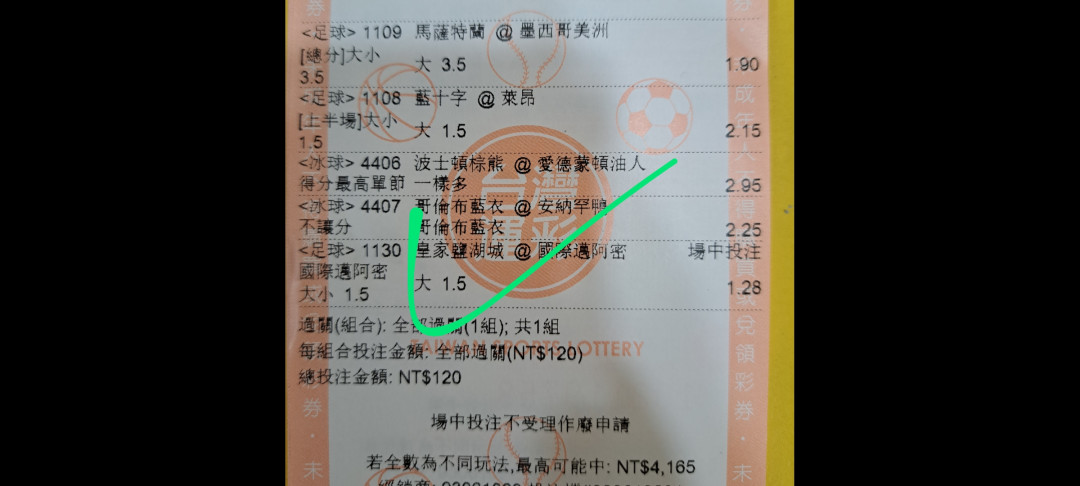 <足球> 1109 馬薩特蘭 @ 墨西哥美洲
[總分]大小
3.5 大 3.5 1.90
<足球> 1108 藍十字 @ 萊昂
[上半場]大小
1.5 大 1.5 2.15
<冰球> 4406 波士頓棕熊 @ 愛德蒙頓油人
得分最高單節 一樣多 2.95
<冰球> 4407 哥倫布藍衣 @ 安納罕鴨
不讓分 哥倫布藍衣 2.25
<足球> 1130 皇家鹽湖城 @ 國際邁阿密 場中投注
國際邁阿密
大小 1.5 大 1.5 1.28
過關(組合): 全部過關(1組); 共1組
TAIWAN SPORTS LOTTERY
每組合投注金額: 全部過關(NT$120)
總投注金額: NT$120
場中投注不受理作廢申請
若全數為不同玩法,最高可能中: NT$4,165
台灣
運彩